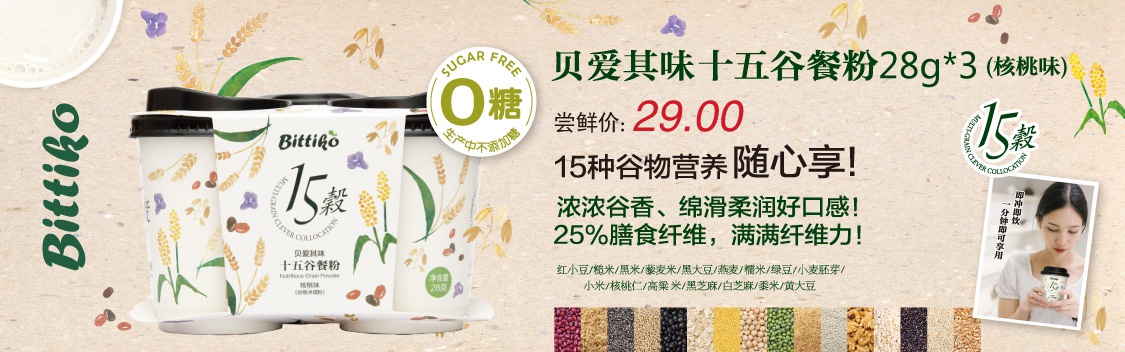 Bittiko
SUGAR FREE
0糖
生产中不添加糖
Bittiko
15穀
MULTI-GRAIN CLEVER COLLOCATION
贝爱其味
十五谷餐粉
Nutritious Grain Powder
核桃味
(谷物冲调粉)
净含量
28克
贝爱其味十五谷餐粉28g*3 (核桃味)
尝鲜价: 29.00
15种谷物营养 随心享!
浓浓谷香、绵滑柔润好口感!
25%膳食纤维，满满纤维力!
红小豆/糙米/黑米/藜麦米/黑大豆/燕麦/糯米/绿豆/小麦胚芽/
小米/核桃仁/高粱 米/黑芝麻/白芝麻/黍米/黄大豆
15穀
MULTI-GRAIN CLEVER COLLOCATION
即冲即饮
一分钟即可享用
15